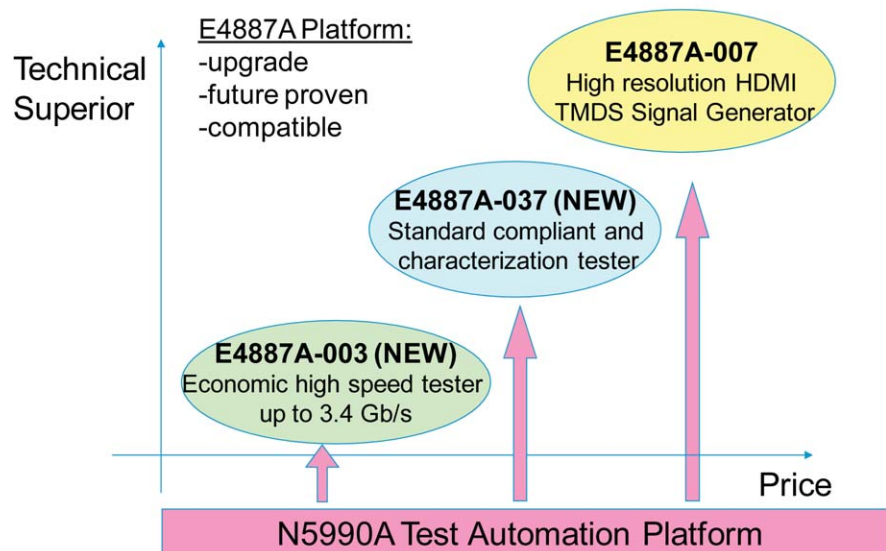 E4887A Platform:
-upgrade
-future proven
-compatible
Technical
Superior
E4887A-007
High resolution HDMI
TMDS Signal Generator
E4887A-037 (NEW)
Standard compliant and
characterization tester
E4887A-003 (NEW)
Economic high speed tester
up to 3.4 Gb/s
Price
N5990A Test Automation Platform